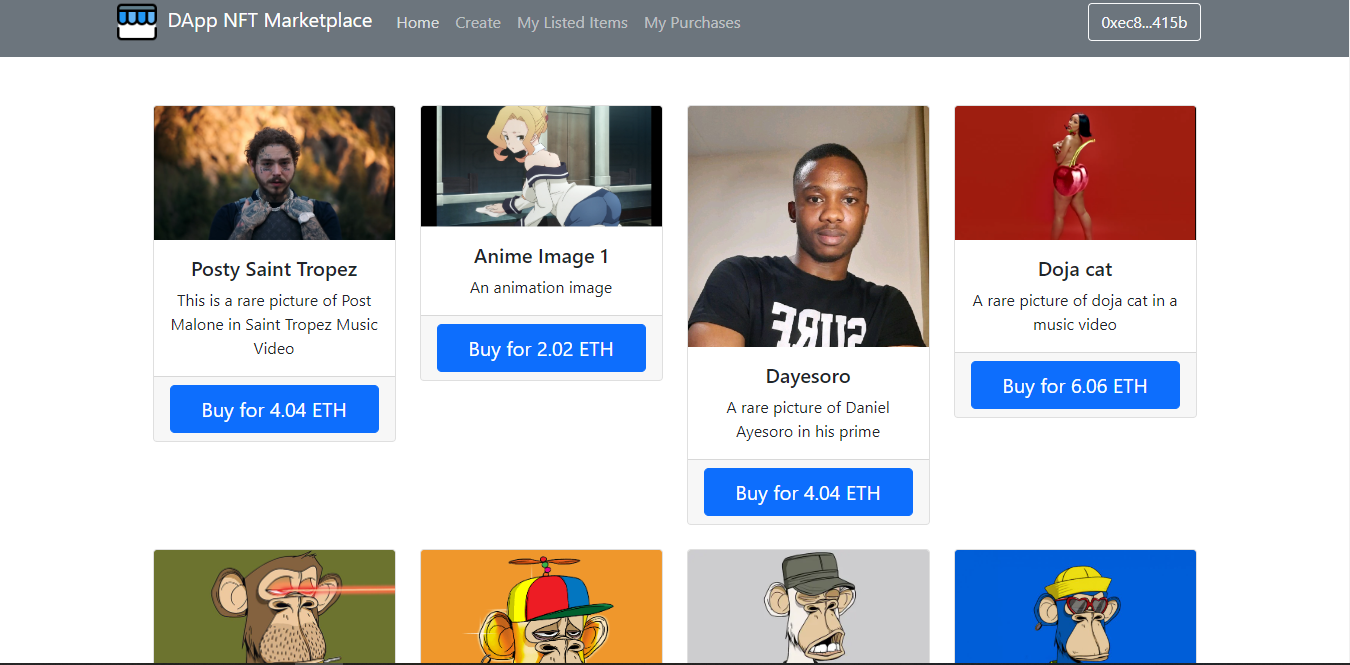 DApp NFT Marketplace
Home
Create
My Listed Items
My Purchases
0xec8...415b
Posty Saint Tropez
This is a rare picture of Post
Malone in Saint Tropez Music
Video
Buy for 4.04 ETH
Anime Image 1
An animation image
Buy for 2.02 ETH
SURE
Dayesoro
A rare picture of Daniel
Ayesoro in his prime
Buy for 4.04 ETH
Doja cat
A rare picture of doja cat in a
music video
Buy for 6.06 ETH